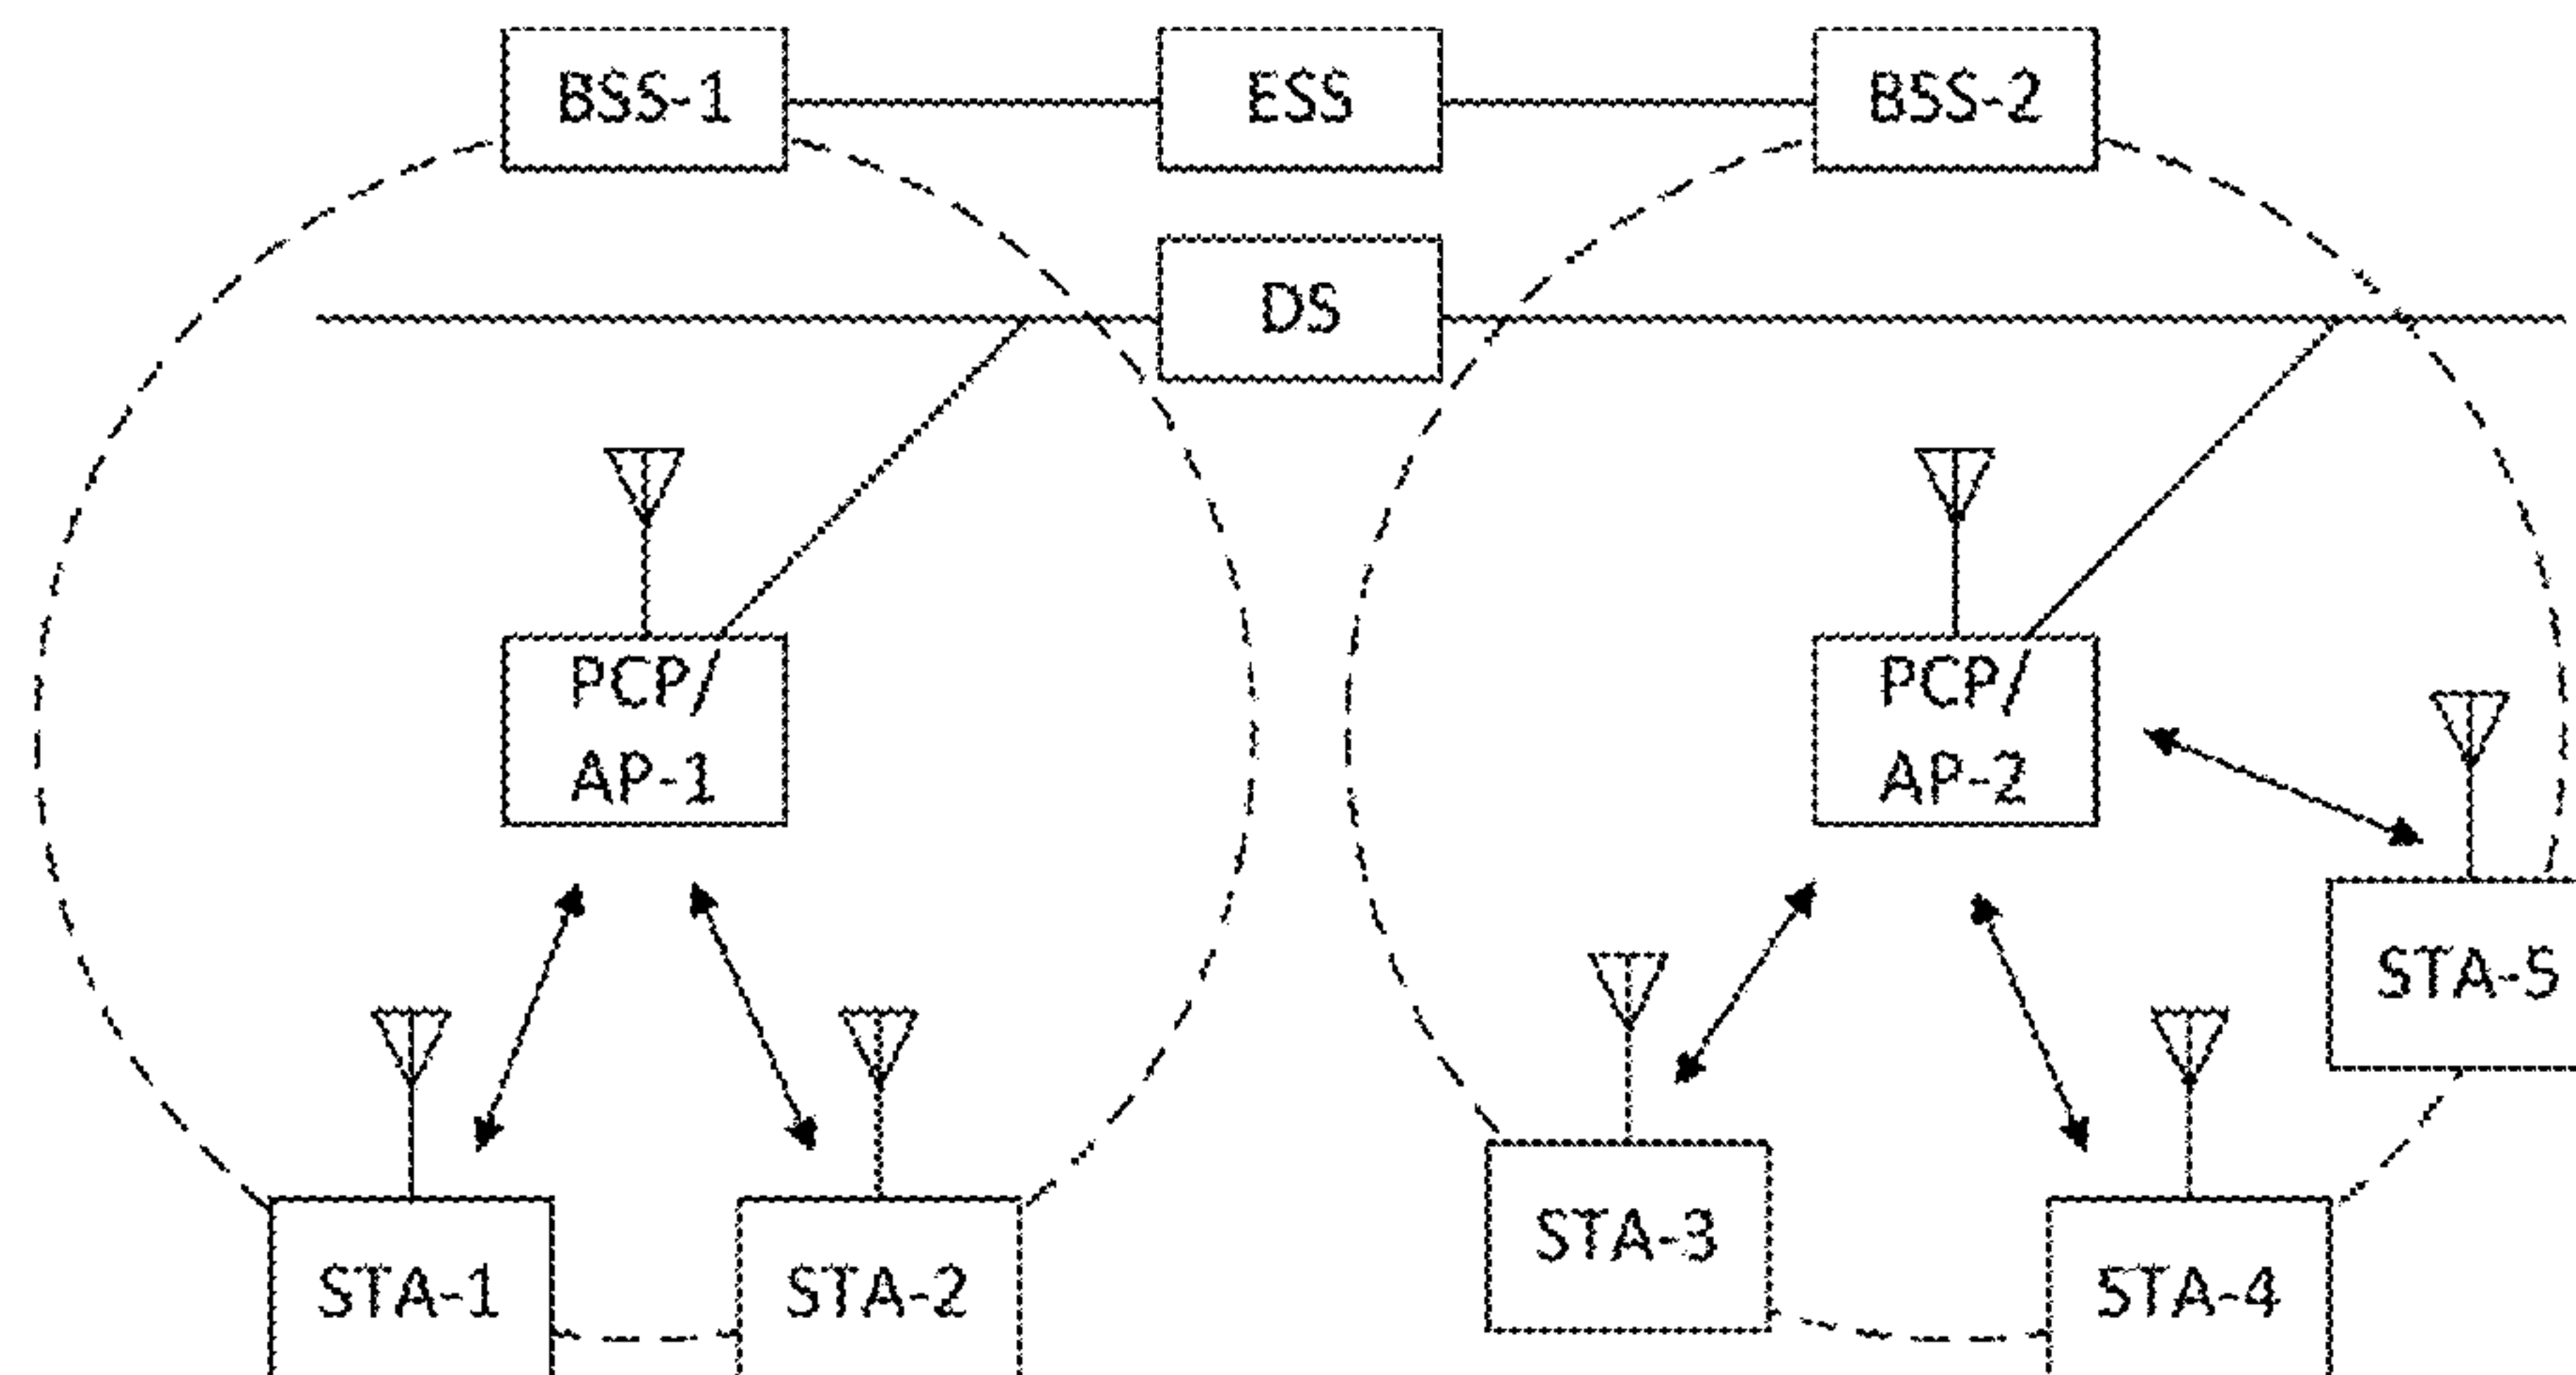 BSS-1
ESS
BSS-2
DS
PCP/
AP-1
PCP/
AP-2
STA-5
STA-3
STA-1
STA-2
STA-4